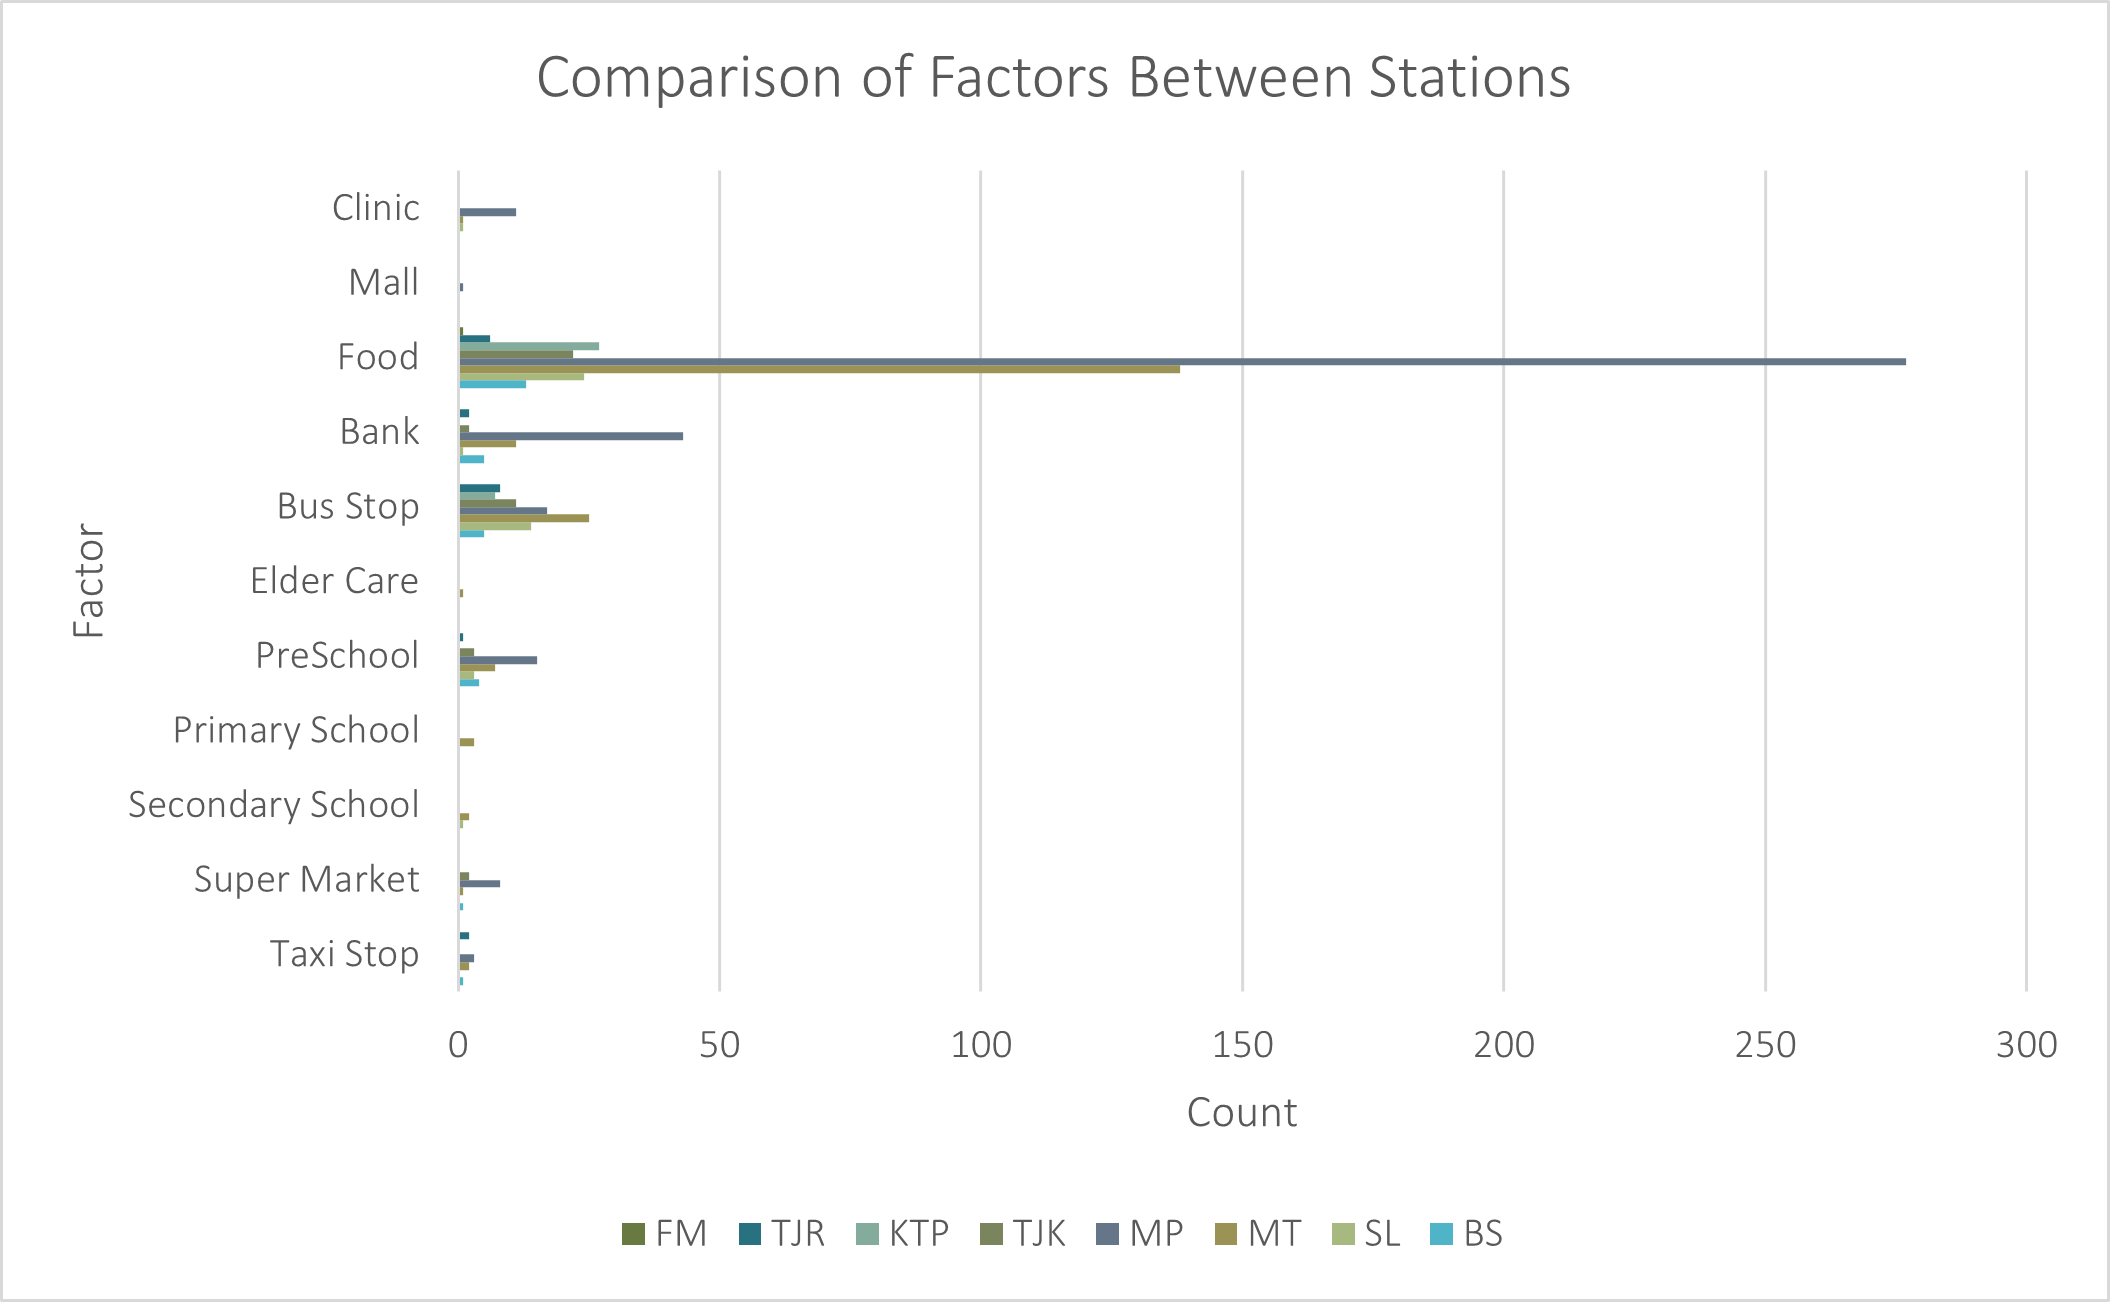 Comparison of Factors Between Stations
Clinic
Mall
Food
Bank
Bus Stop
Elder Care
PreSchool
Primary School
Secondary School
Super Market
Taxi Stop
Factor
0 50 100 150 200 250 300
Count
FM TJR KTP TJK MP MT SL BS